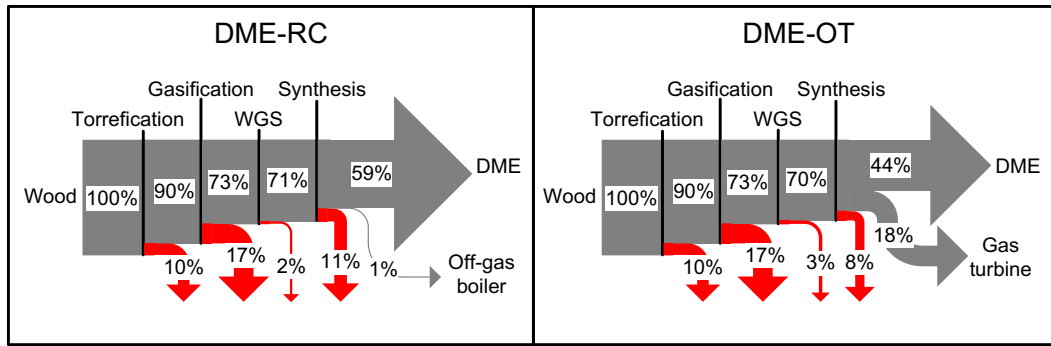 DME-RC
Gasification
Synthesis
Torrefication
WGS
Wood
100%
90%
73%
71%
59%
DME
10%
17%
2%
11%
1%
Off-gas
boiler
DME-OT
Gasification
Synthesis
Torrefication
WGS
Wood
100%
90%
73%
70%
44%
DME
10%
17%
3%
8%
18%
Gas
turbine